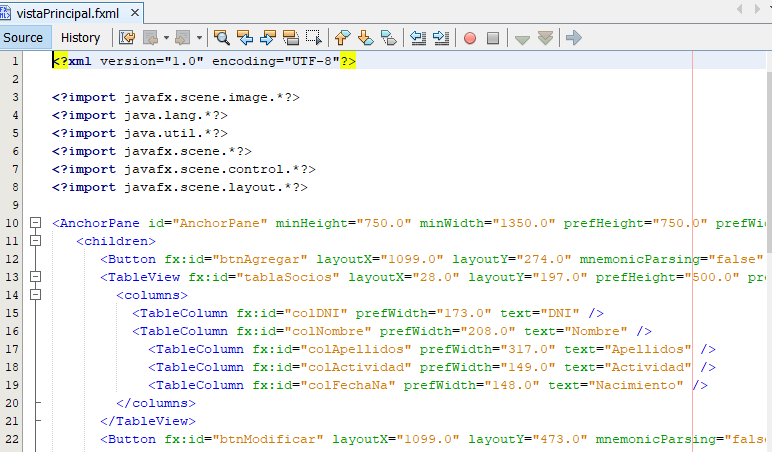 vistaPrincipal.fxml
Source History
1 <?xml version="1.0" encoding="UTF-8"?>
2
3 <?import javafx.scene.image.*?>
4 <?import java.lang.*?>
5 <?import java.util.*?>
6 <?import javafx.scene.*?>
7 <?import javafx.scene.control.*?>
8 <?import javafx.scene.layout.*?>
9
10 <AnchorPane id="AnchorPane" minHeight="750.0" minWidth="1350.0" prefHeight="750.0" prefWi
11 <children>
12 <Button fx:id="btnAgregar" layoutX="1099.0" layoutY="274.0" mnemonicParsing="false"
13 <TableView fx:id="tablaSocios" layoutX="28.0" layoutY="197.0" prefHeight="500.0" pre
14 <columns>
15 <TableColumn fx:id="colDNI" prefWidth="173.0" text="DNI" />
16 <TableColumn fx:id="colNombre" prefWidth="208.0" text="Nombre" />
17 <TableColumn fx:id="colApellidos" prefWidth="317.0" text="Apellidos" />
18 <TableColumn fx:id="colActividad" prefWidth="149.0" text="Actividad" />
19 <TableColumn fx:id="colFechaNa" prefWidth="148.0" text="Nacimiento" />
20 </columns>
21 </TableView>
22 <Button fx:id="btnModificar" layoutX="1099.0" layoutY="473.0" mnemonicParsing="fals